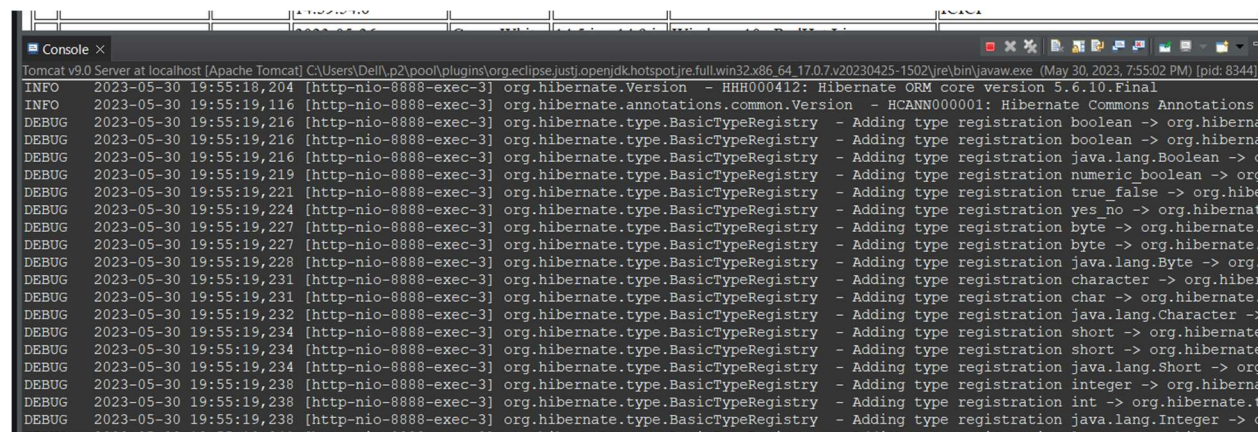 Console
Tomcat v9.0 Server at localhost [Apache Tomcat] C:\Users\Dell\.p2\pool\plugins\org.eclipse.justj.openjdk.hotspot.jre.full.win32.x86_64_17.0.7.v20230425-1502\jre\bin\javaw.exe (May 30, 2023, 7:55:02 PM) [pid: 8344]
INFO 2023-05-30 19:55:18,204 [http-nio-8888-exec-3] org.hibernate.Version - HHH000412: Hibernate ORM core version 5.6.10.Final
INFO 2023-05-30 19:55:19,116 [http-nio-8888-exec-3] org.hibernate.annotations.common.Version - HCANN000001: Hibernate Commons Annotations
DEBUG 2023-05-30 19:55:19,216 [http-nio-8888-exec-3] org.hibernate.type.BasicTypeRegistry - Adding type registration boolean -> org.hiberna
DEBUG 2023-05-30 19:55:19,216 [http-nio-8888-exec-3] org.hibernate.type.BasicTypeRegistry - Adding type registration boolean -> org.hiberna
DEBUG 2023-05-30 19:55:19,216 [http-nio-8888-exec-3] org.hibernate.type.BasicTypeRegistry - Adding type registration java.lang.Boolean ->
DEBUG 2023-05-30 19:55:19,219 [http-nio-8888-exec-3] org.hibernate.type.BasicTypeRegistry - Adding type registration numeric_boolean -> org
DEBUG 2023-05-30 19:55:19,221 [http-nio-8888-exec-3] org.hibernate.type.BasicTypeRegistry - Adding type registration true_false -> org.hibe
DEBUG 2023-05-30 19:55:19,224 [http-nio-8888-exec-3] org.hibernate.type.BasicTypeRegistry - Adding type registration yes_no -> org.hibernat
DEBUG 2023-05-30 19:55:19,227 [http-nio-8888-exec-3] org.hibernate.type.BasicTypeRegistry - Adding type registration byte -> org.hibernate.
DEBUG 2023-05-30 19:55:19,227 [http-nio-8888-exec-3] org.hibernate.type.BasicTypeRegistry - Adding type registration byte -> org.hibernate.
DEBUG 2023-05-30 19:55:19,228 [http-nio-8888-exec-3] org.hibernate.type.BasicTypeRegistry - Adding type registration java.lang.Byte -> org.
DEBUG 2023-05-30 19:55:19,231 [http-nio-8888-exec-3] org.hibernate.type.BasicTypeRegistry - Adding type registration character -> org.hiber
DEBUG 2023-05-30 19:55:19,231 [http-nio-8888-exec-3] org.hibernate.type.BasicTypeRegistry - Adding type registration char -> org.hibernate
DEBUG 2023-05-30 19:55:19,232 [http-nio-8888-exec-3] org.hibernate.type.BasicTypeRegistry - Adding type registration java.lang.Character ->
DEBUG 2023-05-30 19:55:19,234 [http-nio-8888-exec-3] org.hibernate.type.BasicTypeRegistry - Adding type registration short -> org.hibernate
DEBUG 2023-05-30 19:55:19,234 [http-nio-8888-exec-3] org.hibernate.type.BasicTypeRegistry - Adding type registration short -> org.hibernate
DEBUG 2023-05-30 19:55:19,234 [http-nio-8888-exec-3] org.hibernate.type.BasicTypeRegistry - Adding type registration java.lang.Short -> org
DEBUG 2023-05-30 19:55:19,238 [http-nio-8888-exec-3] org.hibernate.type.BasicTypeRegistry - Adding type registration integer -> org.hiberna
DEBUG 2023-05-30 19:55:19,238 [http-nio-8888-exec-3] org.hibernate.type.BasicTypeRegistry - Adding type registration int -> org.hibernate.t
DEBUG 2023-05-30 19:55:19,238 [http-nio-8888-exec-3] org.hibernate.type.BasicTypeRegistry - Adding type registration java.lang.Integer ->